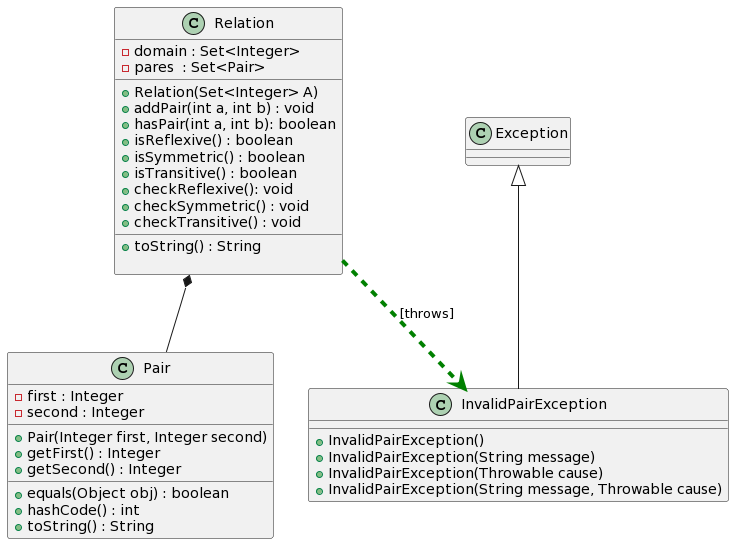 C Relation
domain : Set<Integer>
pares : Set<Pair>
Relation(Set<Integer> A)
addPair(int a, int b) : void
hasPair(int a, int b): boolean
isReflexive() : boolean
isSymmetric() : boolean
isTransitive() : boolean
checkReflexive(): void
checkSymmetric() : void
checkTransitive() : void
toString() : String
C Exception
[throws]
C Pair
first : Integer
second : Integer
Pair(Integer first, Integer second)
getFirst() : Integer
getSecond() : Integer
equals(Object obj) : boolean
hashCode() : int
toString() : String
C InvalidPairException
InvalidPairException()
InvalidPairException(String message)
InvalidPairException(Throwable cause)
InvalidPairException(String message, Throwable cause)